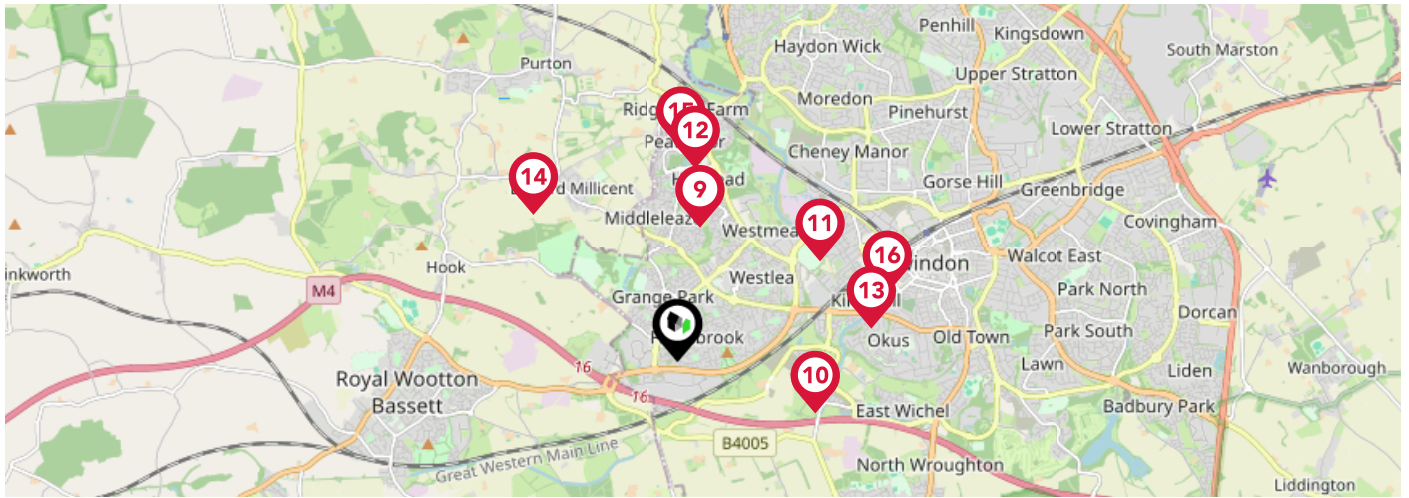 Penhill
Kingsdown
Haydon Wick
South Marston
Purton
Upper Stratton
Moredon
Pinehurst
15
12
Lower Stratton
Cheney Manor
14
9
Gorse Hill
Greenbridge
Middleleaze
Westmead
11
Covingham
16
Walcot East
Hook
Westlea
M4
13
Park North
Grange Park
Dorcan
Park South
Okus
Old Town
Lawn
16
Royal Wootton
Bassett
10
Liden
Wanborough
16
East Wichel
Badbury Park
B4005
Great Western Main Line
North Wroughton
Liddington